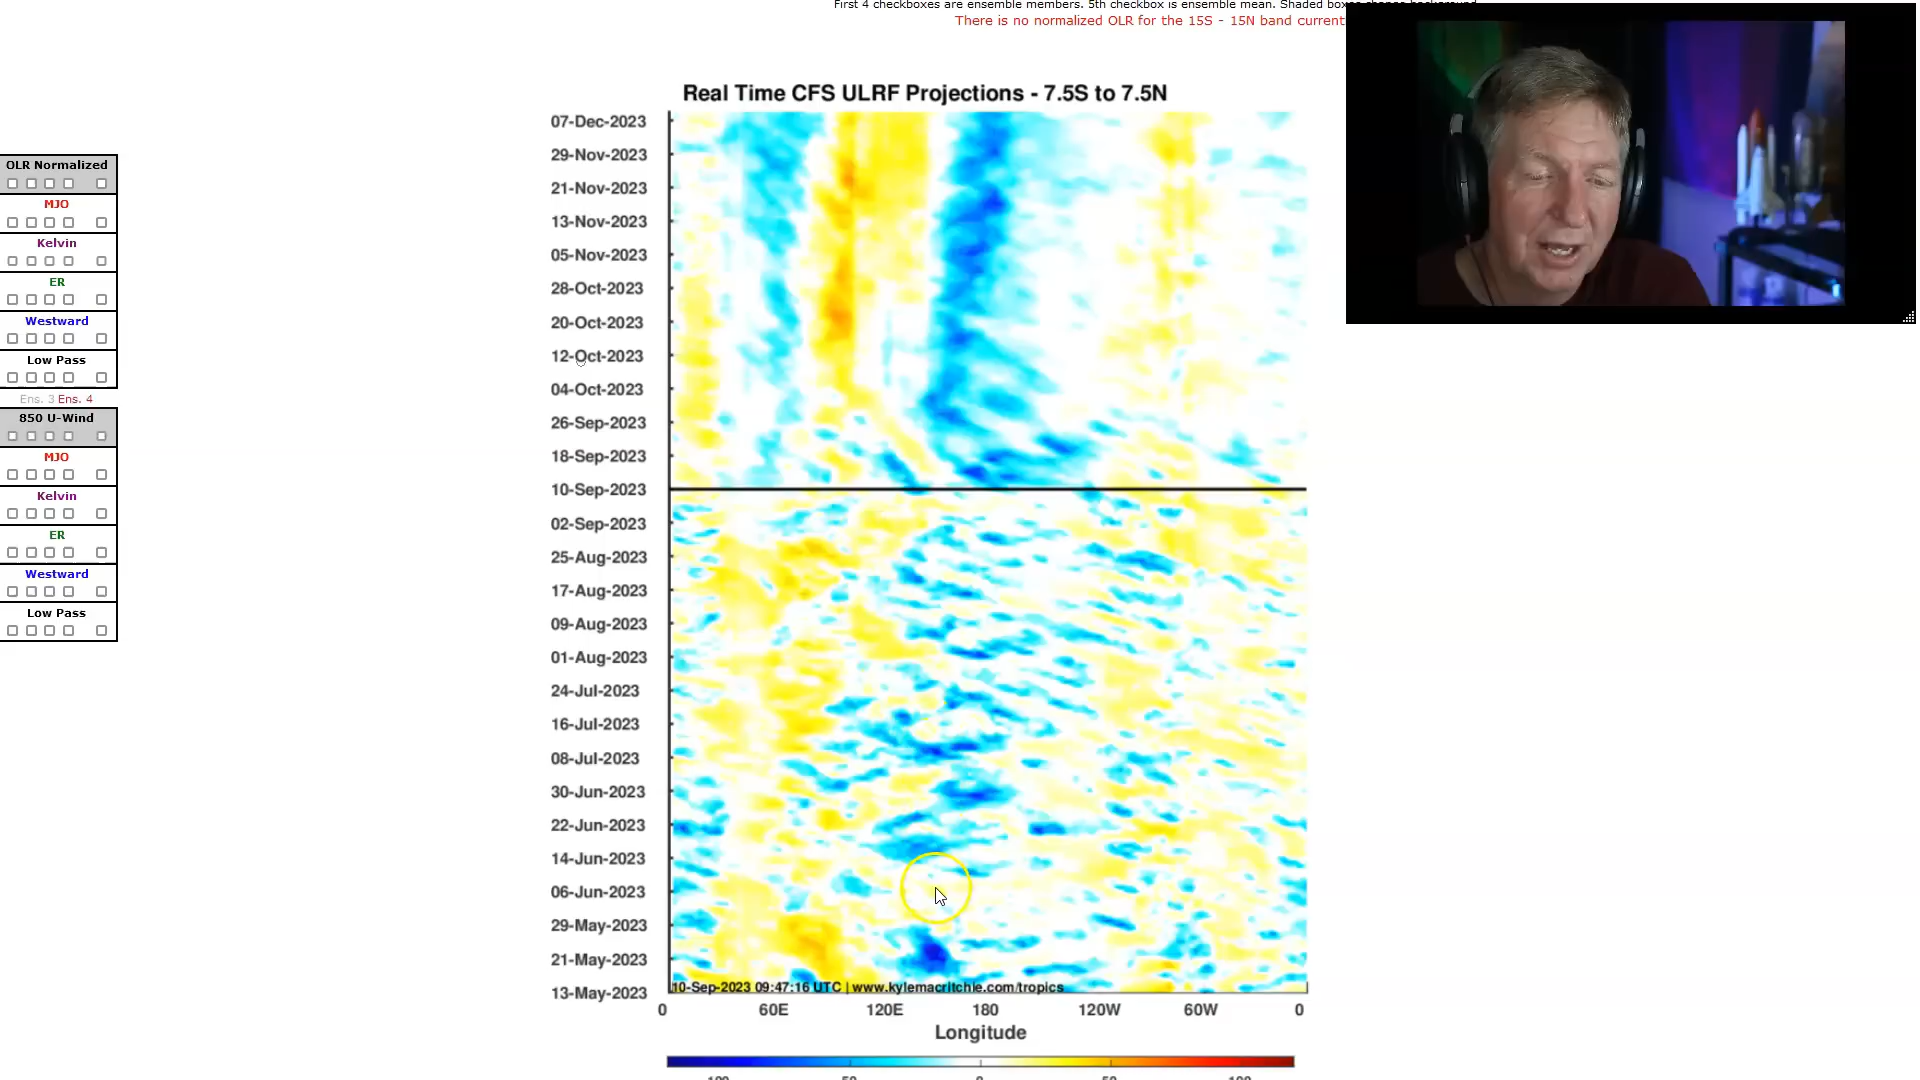 First 4 checkboxes are ensemble members. 5th checkbox is ensemble mean. Shaded
There is no normalized OLR for the 15S - 15N band
Real Time CFS ULRF Projections - 7.5S to 7.5N
07-Dec-2023
29-Nov-2023
21-Nov-2023
13-Nov-2023
05-Nov-2023
28-Oct-2023
20-Oct-2023
12-Oct-2023
04-Oct-2023
26-Sep-2023
18-Sep-2023
10-Sep-2023
02-Sep-2023
25-Aug-2023
17-Aug-2023
09-Aug-2023
01-Aug-2023
24-Jul-2023
16-Jul-2023
08-Jul-2023
30-Jun-2023
22-Jun-2023
14-Jun-2023
06-Jun-2023
29-May-2023
21-May-2023
13-May-2023
10-Sep-2023 09:47:16 UTC | www.kylemacritchie.com/tropics
0 60E 120E 180 120W 60W 0
Longitude
OLR Normalized
MJO
Kelvin
ER
Westward
Low Pass
Ens. 3 Ens. 4
850 U-Wind
MJO
Kelvin
ER
Westward
Low Pass